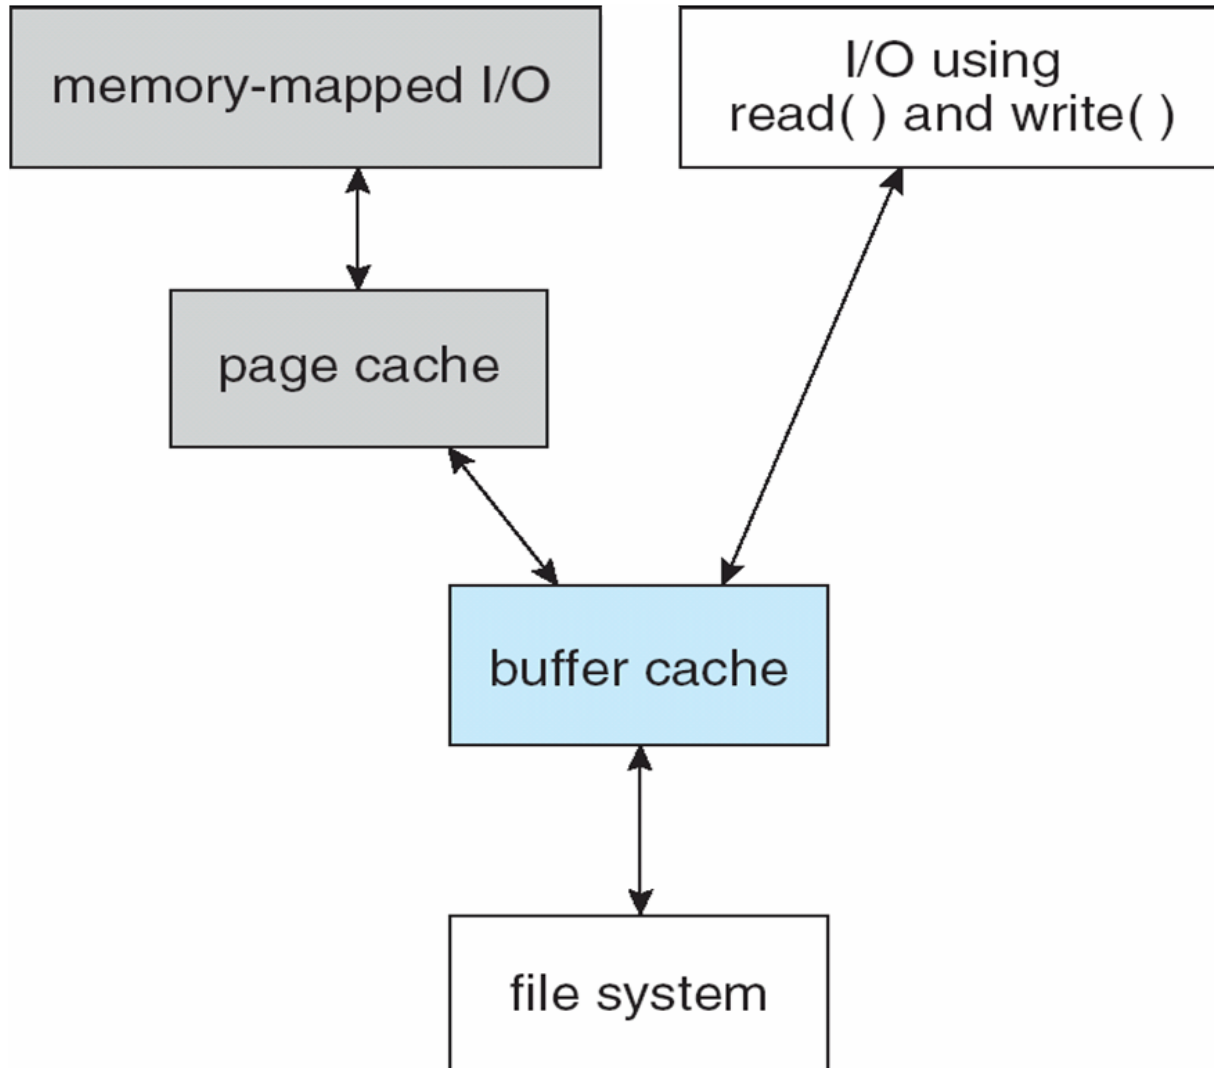 memory-mapped I/O
I/O using
read( ) and write( )
page cache
buffer cache
file system